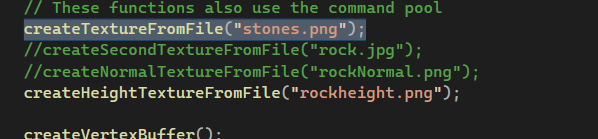 // These functions also use the command pool
createTextureFromFile("stones.png");
//createSecondTextureFromFile("rock.jpg");
//createNormalTextureFromFile("rockNormal.png");
createHeightTextureFromFile("rockheight.png");
createVertexBuffer();